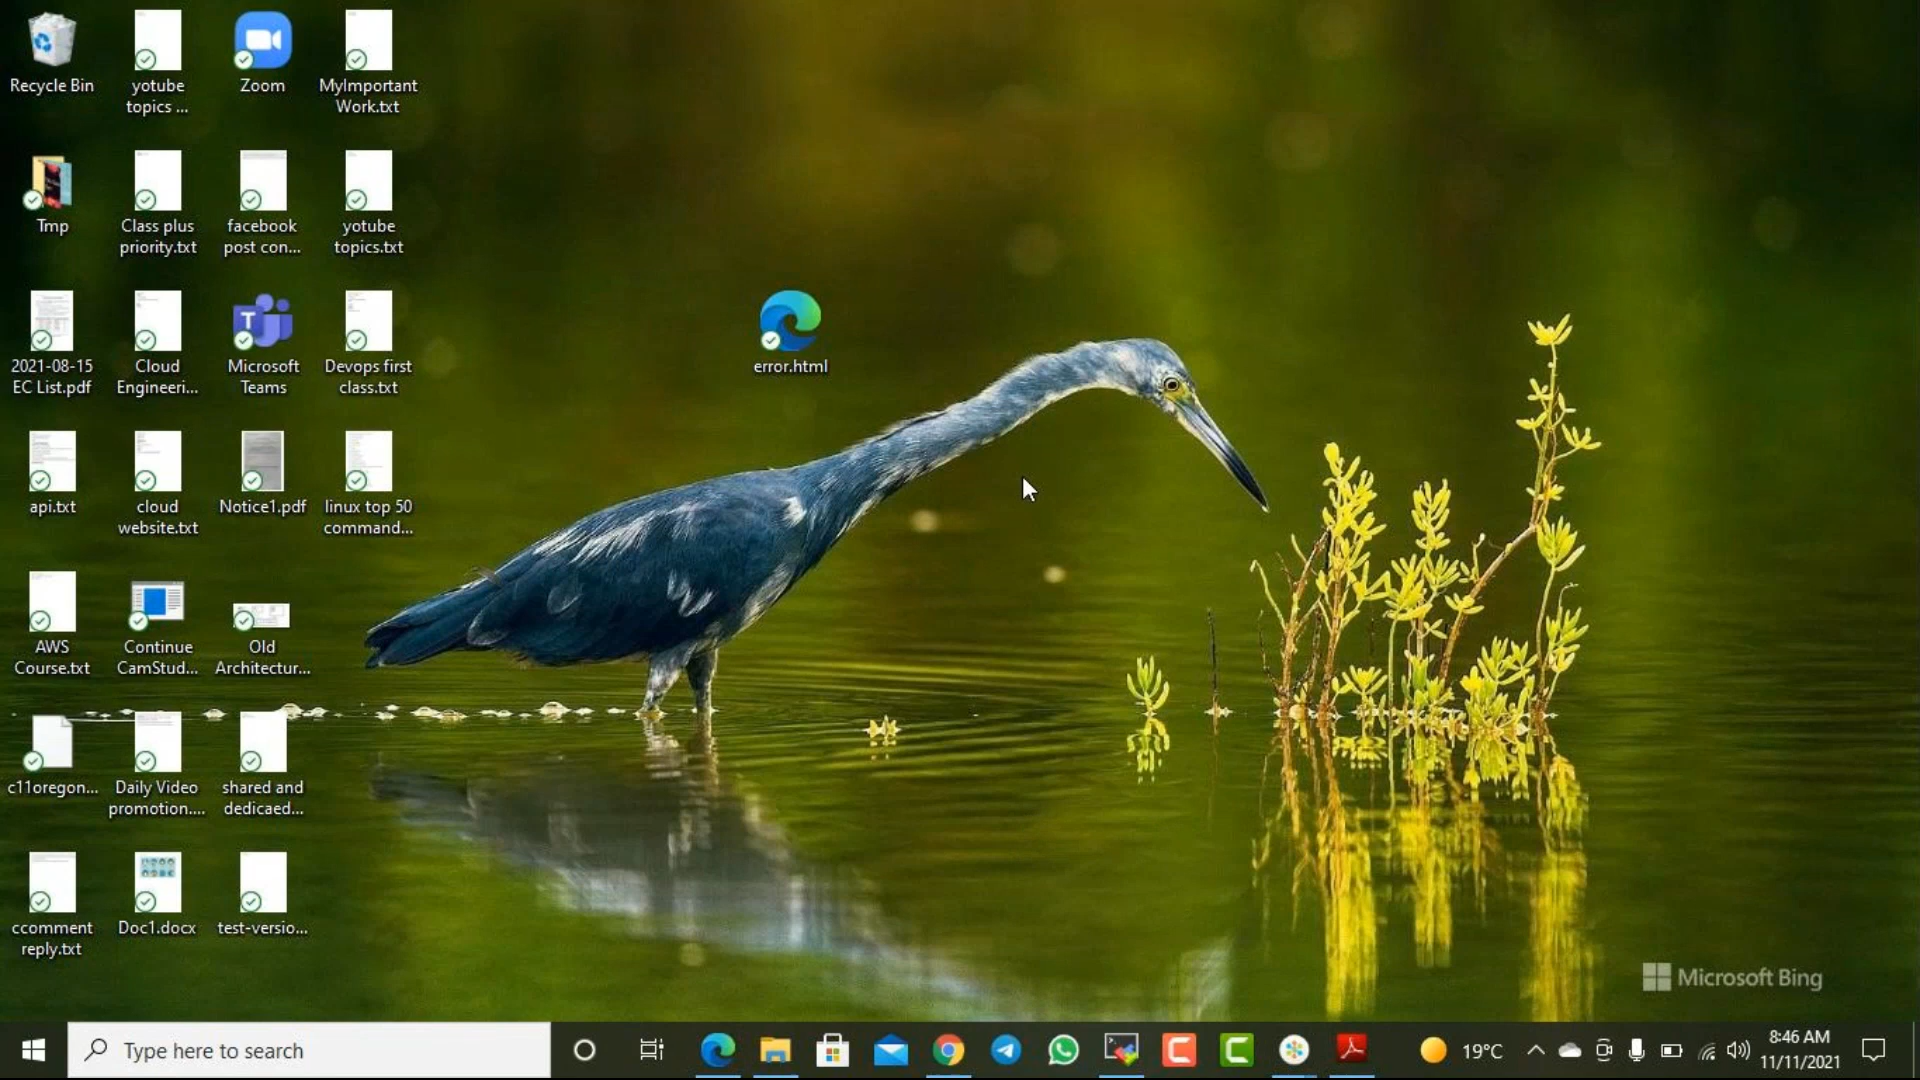 Recycle Bin
yotube
topics ...
Zoom
MyImportant
Work.txt
Tmp
Class plus
priority.txt
facebook
post con...
yotube
topics.txt
2021-08-15
EC List.pdf
Cloud
Engineeri...
Microsoft
Teams
Devops first
class.txt
error.html
api.txt
cloud
website.txt
Notice1.pdf
linux top 50
command...
AWS
Course.txt
Continue
CamStud...
Old
Architectur...
c11oregon...
Daily Video
promotion....
shared and
dedicaed...
ccomment
reply.txt
Doc1.docx
test-versio...
Microsoft Bing
Type here to search
19°C
8:46 AM
11/11/2021